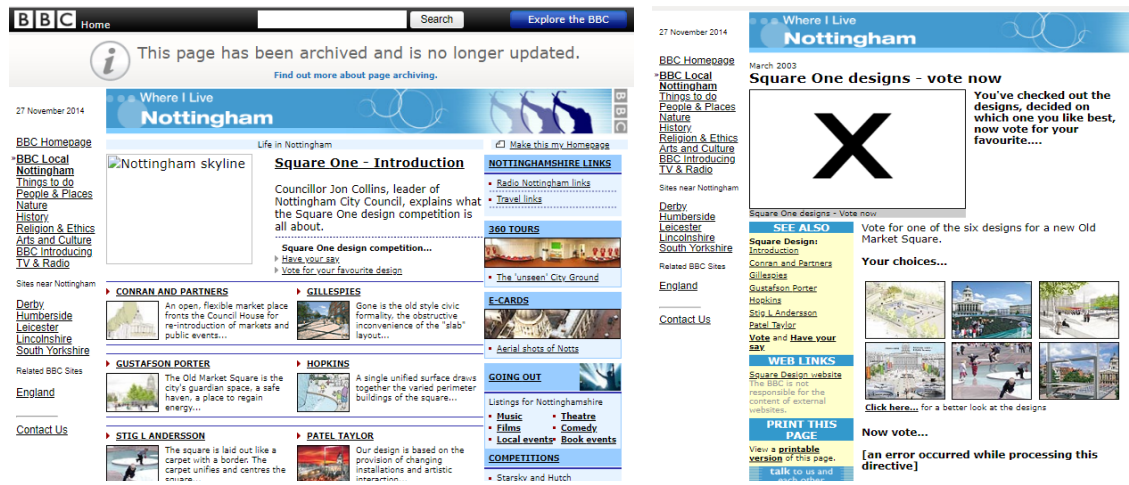 BBC Home
Search
Explore the BBC
This page has been archived and is no longer updated.
Find out more about page archiving.
27 November 2014
BBC Homepage
»BBC Local
Nottingham
Things to do
People & Places
Nature
History
Religion & Ethics
Arts and Culture
BBC Introducing
TV & Radio
Sites near Nottingham
Derby
Humberside
Leicester
Lincolnshire
South Yorkshire
Related BBC Sites
England
Contact Us
Where I Live
Nottingham
BBC
Life in Nottingham
Make this my Homepage
Nottingham skyline
Square One - Introduction
Councillor Jon Collins, leader of
Nottingham City Council, explains what
the Square One design competition is
all about.
Square One design competition...
Have your say
Vote for your favourite design
CONRAN AND PARTNERS
An open, flexible market place
fronts the Council House for
re-introduction of markets and
public events...
GILLESPIES
Gone is the old style civic
formality, the obstructive
inconvenience of the "slab"
layout...
GUSTAFSON PORTER
The Old Market Square is the
city's guardian space, a safe
haven, a place to regain
energy...
HOPKINS
A single unified surface draws
together the varied perimeter
buildings of the square...
STIG L ANDERSSON
The square is laid out like a
carpet with a border. The
carpet unifies and centres the
square...
PATEL TAYLOR
Our design is based on the
provision of changing
installations and artistic
interaction...
NOTTINGHAMSHIRE LINKS
Radio Nottingham links
Travel links
360 TOURS
The 'unseen' City Ground
E-CARDS
Aerial shots of Notts
GOING OUT
Listings for Nottinghamshire
Music
Theatre
Films
Comedy
Local events
Book events
COMPETITIONS
Starsky and Hutch
27 November 2014
BBC Homepage
»BBC Local
Nottingham
Things to do
People & Places
Nature
History
Religion & Ethics
Arts and Culture
BBC Introducing
TV & Radio
Sites near Nottingham
Derby
Humberside
Leicester
Lincolnshire
South Yorkshire
Related BBC Sites
England
Contact Us
Where I Live
Nottingham
March 2003
Square One designs - vote now
X
Square One designs - Vote now
You've checked out the
designs, decided on
which one you like best,
now vote for your
favourite....
SEE ALSO
Square Design:
Introduction
Conran and Partners
Gillespies
Gustafson Porter
Hopkins
Stig L Andersson
Patel Taylor
Vote and Have your
say
WEB LINKS
Square Design website
The BBC is not
responsible for the
content of external
websites.
PRINT THIS
PAGE
View a printable
version of this page.
talk to us and
each other
Vote for one of the six designs for a new Old
Market Square.
Your choices...
Click here... for a better look at the designs
Now vote...
[an error occurred while processing this
directive]